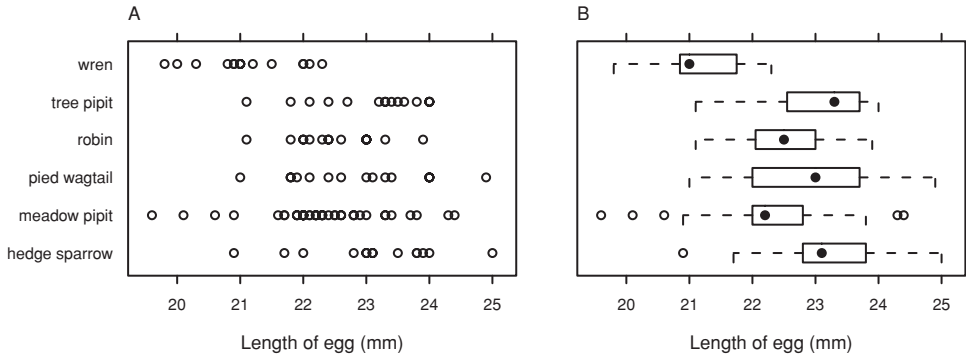 A
B
wren
tree pipit
robin
pied wagtail
meadow pipit
hedge sparrow
20 21 22 23 24 25
20 21 22 23 24 25
Length of egg (mm)
Length of egg (mm)